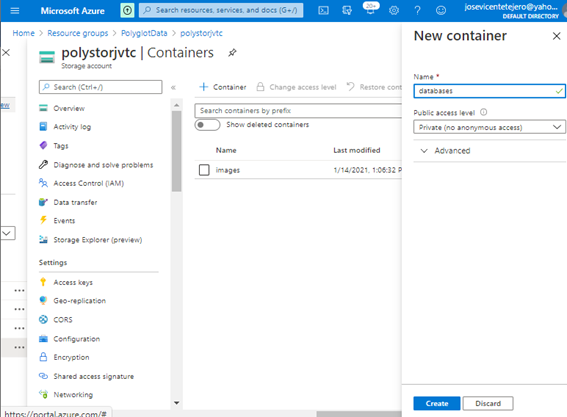 Microsoft Azure
Search resources, services, and docs (G+/)
20+
josevicentetejero@yaho...
DEFAULT DIRECTORY
Home > Resource groups > PolyglotData > polystorjvtc
polystorjvtc | Containers
Storage account
Search (Ctrl+/)
Overview
Activity log
Tags
Diagnose and solve problems
Access Control (IAM)
Data transfer
Events
Storage Explorer (preview)
Settings
Access keys
Geo-replication
CORS
Configuration
Encryption
Shared access signature
Networking
+ Container
Change access level
Restore cont
Search containers by prefix
Show deleted containers
Name
Last modified
images
1/14/2021, 1:06:32 P
New container
Name *
databases
Public access level
Private (no anonymous access)
Advanced
Create
Discard
https://portal.azure.com/#